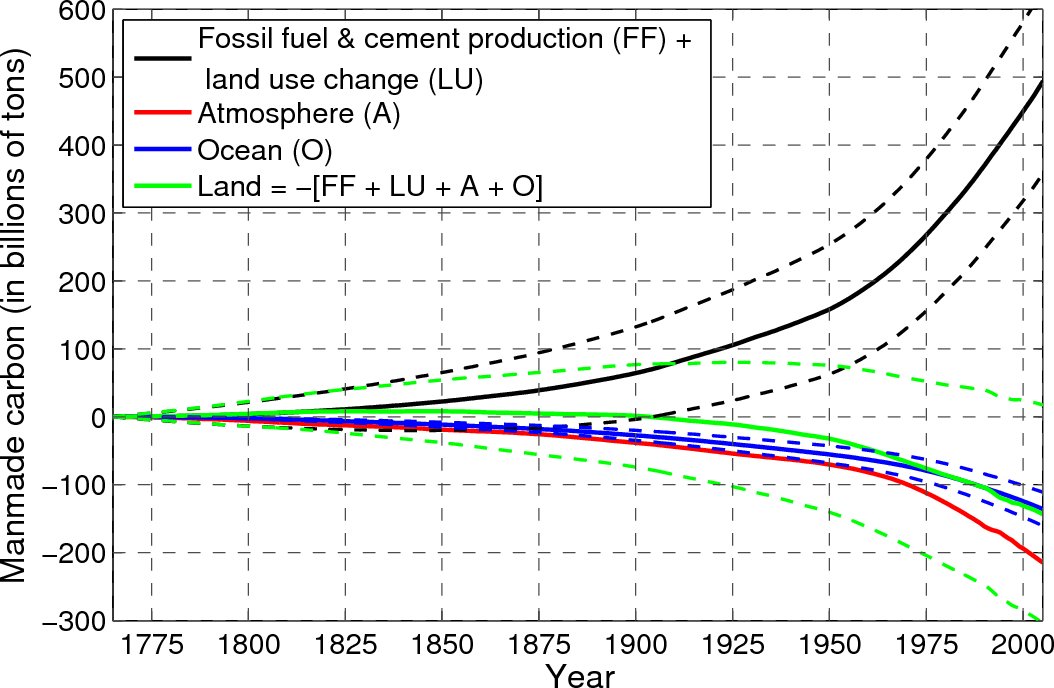 600
500
400
300
200
100
0
−100
−200
−300
Manmade carbon (in billions of tons)
Fossil fuel & cement production (FF) +
land use change (LU)
Atmosphere (A)
Ocean (O)
Land = −[FF + LU + A + O]
1775 1800 1825 1850 1875 1900 1925 1950 1975 2000
Year